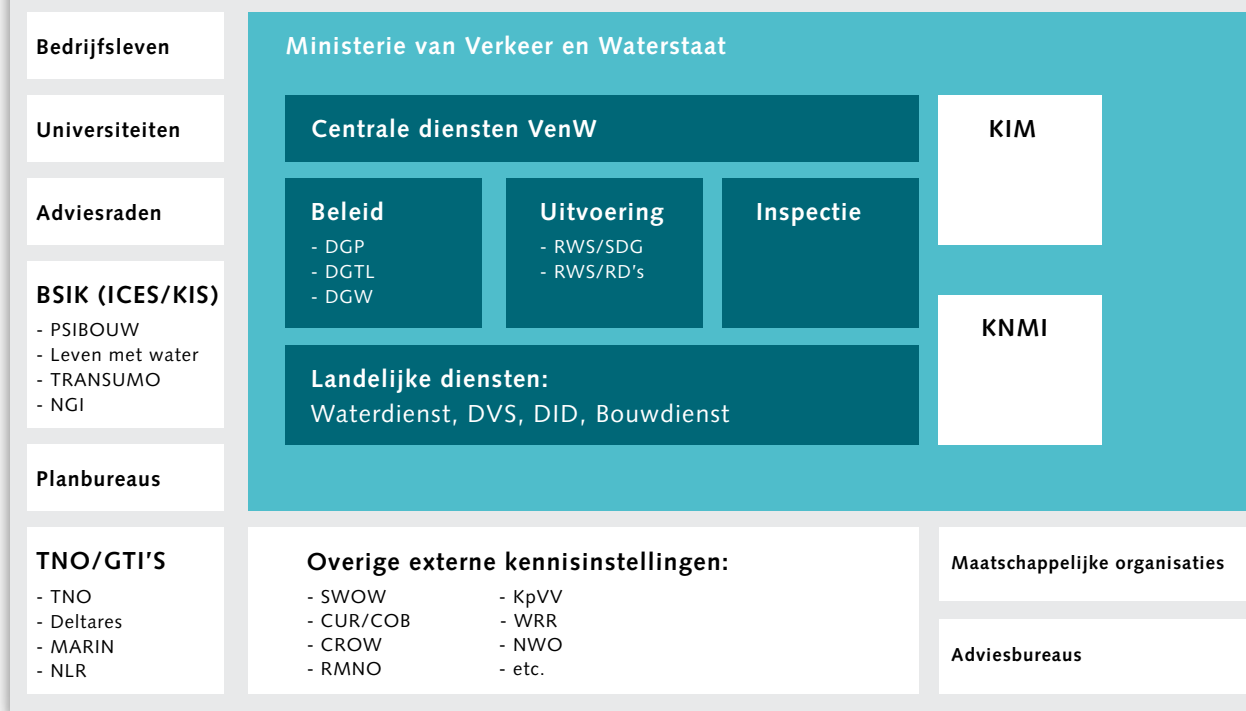 Bedrijfsleven
Universiteiten
Adviesraden
BSIK (ICES/KIS)
- PSIBOUW
- Leven met water
- TRANSUMO
- NGI
Planbureaus
TNO/GTI'S
- TNO
- Deltares
- MARIN
- NLR
Ministerie van Verkeer en Waterstaat
Centrale diensten VenW
Beleid
- DGP
- DGTL
- DGW
Uitvoering
- RWS/SDG
- RWS/RD's
Inspectie
Landelijke diensten:
Waterdienst, DVS, DID, Bouwdienst
KIM
KNMI
Overige externe kennisinstellingen:
- SWOW
- CUR/COB
- CROW
- RMNO
- KpVV
- WRR
- NWO
- etc.
Maatschappelijke organisaties
Adviesbureaus